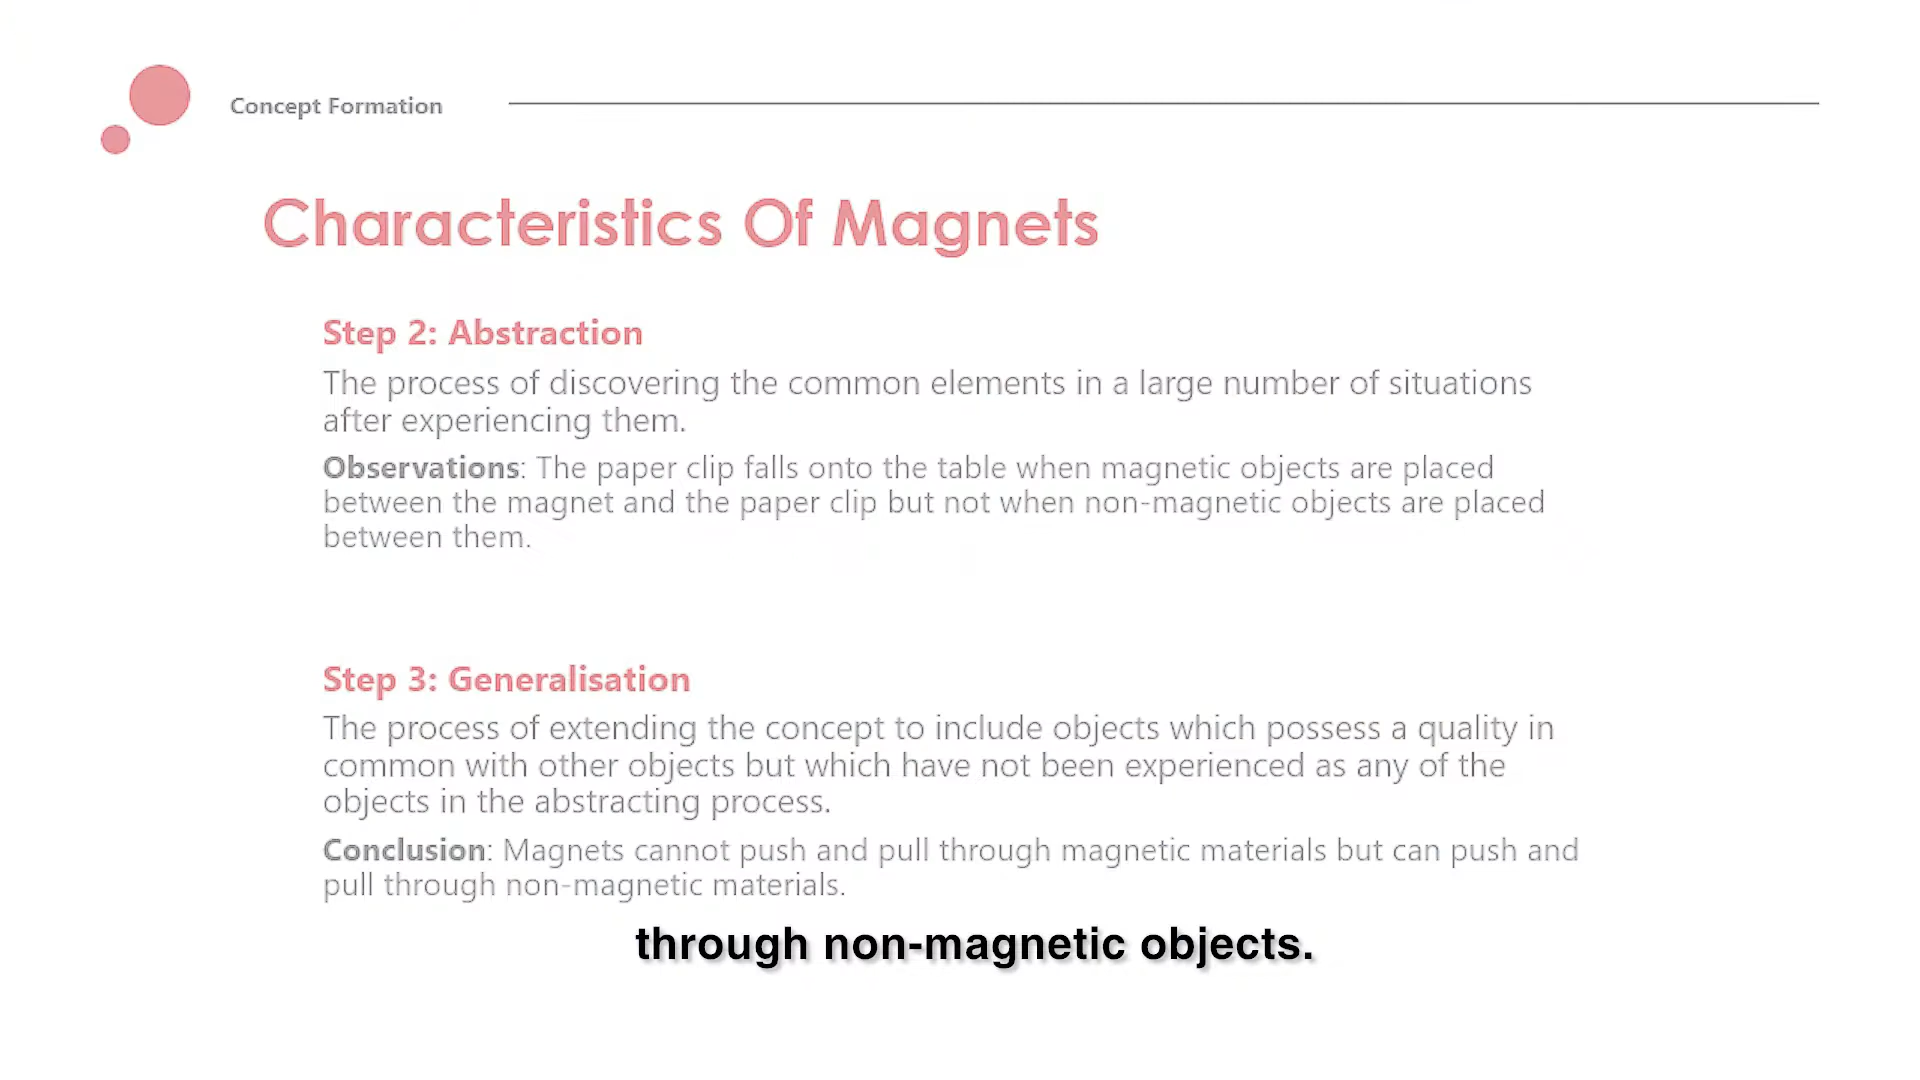 Concept Formation
Characteristics Of Magnets
Step 2: Abstraction
The process of discovering the common elements in a large number of situations
after experiencing them.
Observations: The paper clip falls onto the table when magnetic objects are placed
between the magnet and the paper clip but not when non-magnetic objects are placed
between them.
Step 3: Generalisation
The process of extending the concept to include objects which possess a quality in
common with other objects but which have not been experienced as any of the
objects in the abstracting process.
Conclusion: Magnets cannot push and pull through magnetic materials but can push and
pull through non-magnetic materials.
through non-magnetic objects.